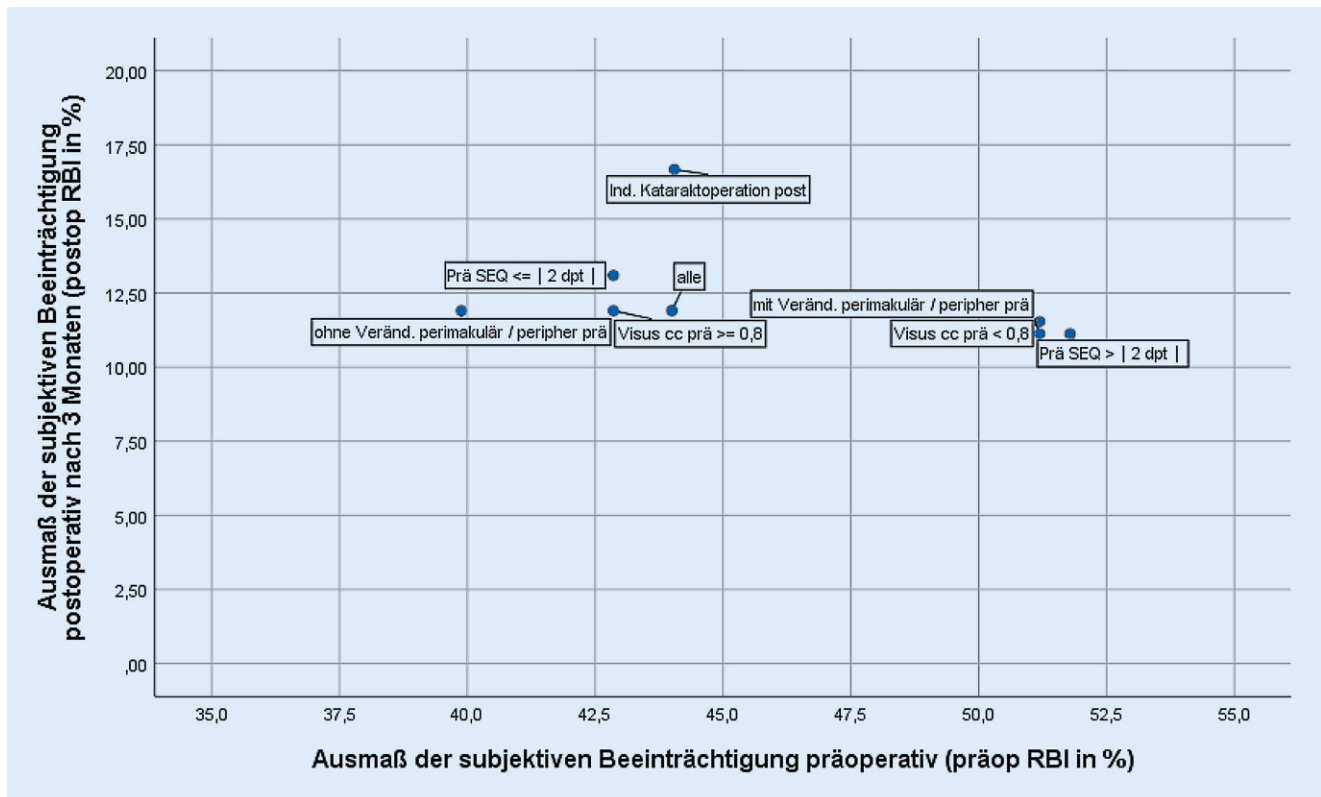 Ausmaß der subjektiven Beeinträchtigung
postoperativ nach 3 Monaten (postop RBI in %)
20,00
17,50
15,00
12,50
10,00
7,50
5,00
2,50
,00
Ind. Kataraktoperation post
Prä SEQ <= | 2 dpt |
alle
mit Veränd. perimakulär / peripher prä
ohne Veränd. perimakulär / peripher prä
Visus cc prä >= 0,8
Visus cc prä < 0,8
Prä SEQ > | 2 dpt |
35,0
37,5
40,0
42,5
45,0
47,5
50,0
52,5
55,0
Ausmaß der subjektiven Beeinträchtigung präoperativ (präop RBI in %)